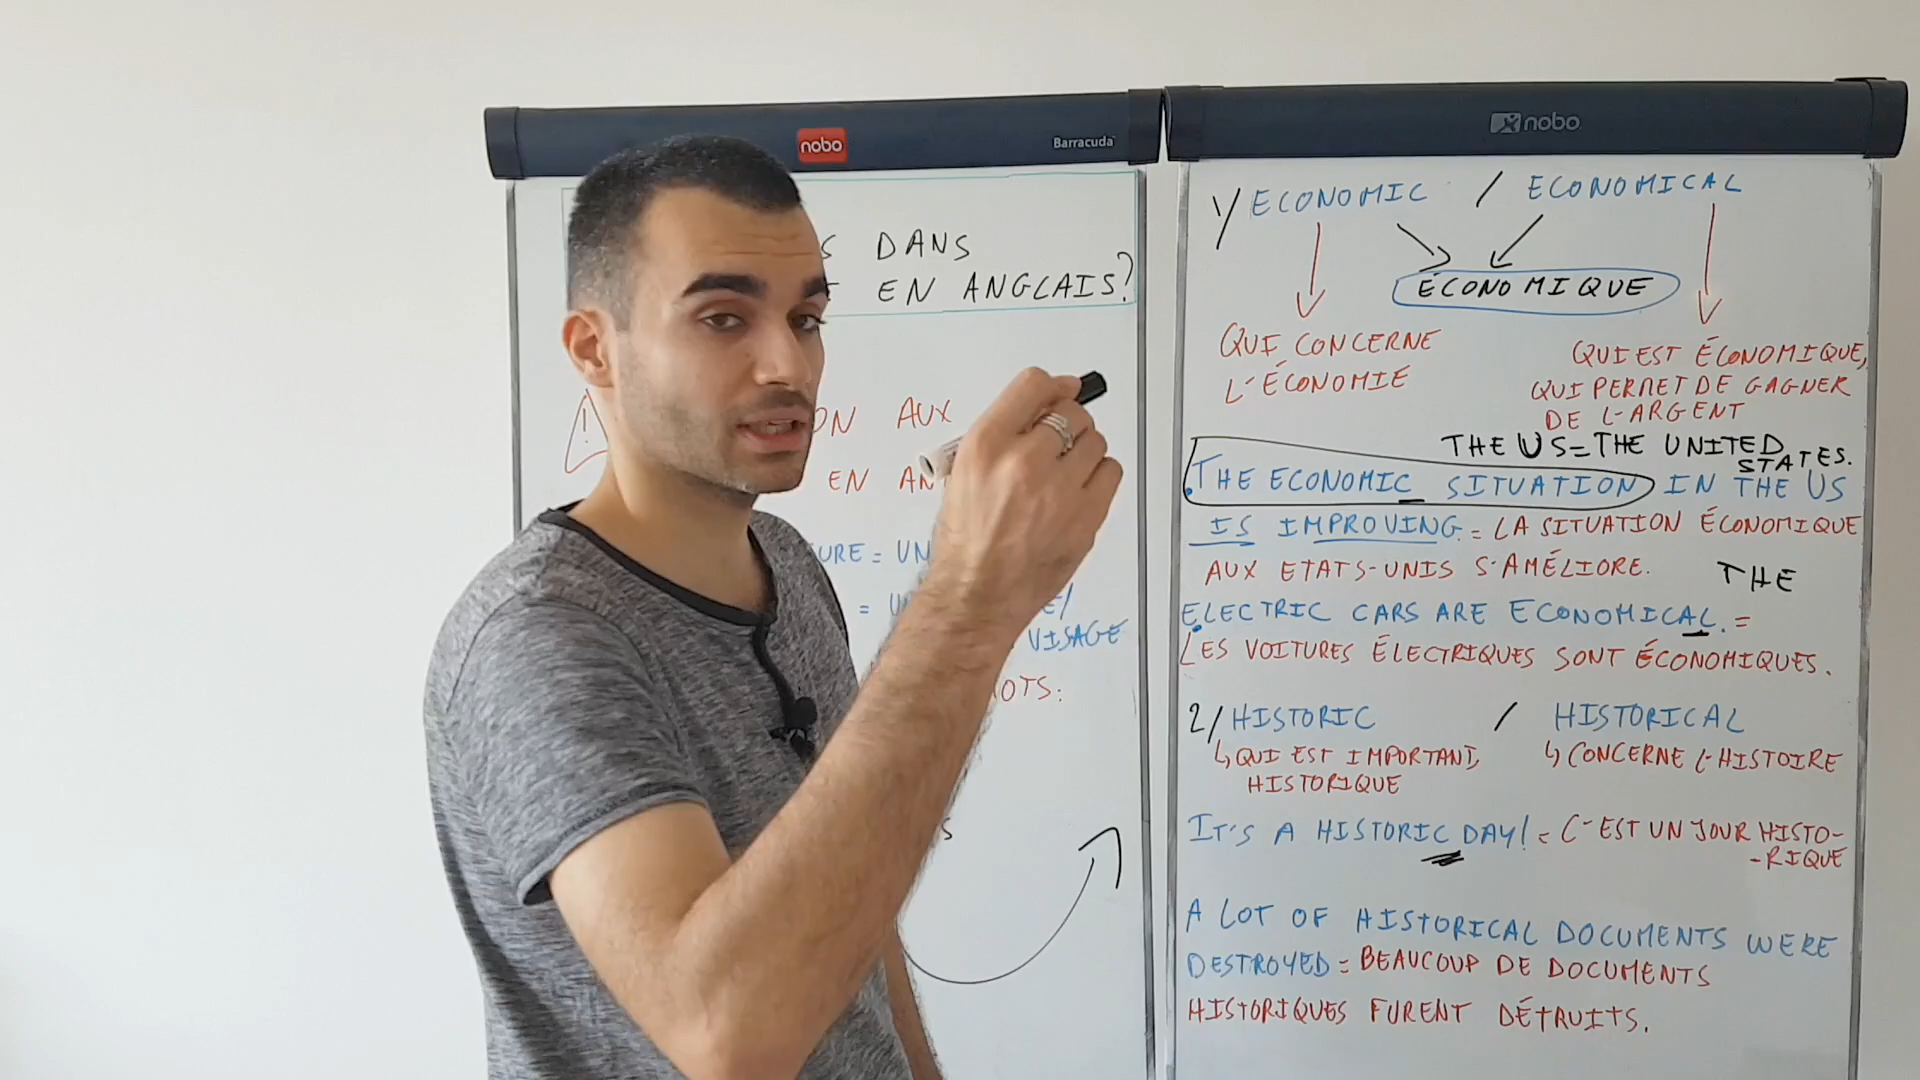 nobo
Barracuda
S DANS
EN ANGLAIS?
!
ON AUX
EN AN
URE = UN
= U
VISAGE
OTS:
S
nobo
1/ ECONOMIC / ECONOMICAL
ÉCONOMIQUE
QUI CONCERNE
L'ÉCONOMIE
QUI EST ÉCONOMIQUE,
QUI PERMET DE GAGNER
DE L'ARGENT
THE US = THE UNITED
STATES.
.THE ECONOMIC SITUATION IN THE US
IS IMPROVING. = LA SITUATION ÉCONOMIQUE
AUX ETATS-UNIS S'AMÉLIORE.
THE
ELECTRIC CARS ARE ECONOMICAL. =
LES VOITURES ÉLECTRIQUES SONT ÉCONOMIQUES.
2/ HISTORIC / HISTORICAL
↳ QUI EST IMPORTANT,
HISTORIQUE
↳ CONCERNE L'HISTOIRE
IT'S A HISTORIC DAY! = C'EST UN JOUR HISTO-
-RIQUE
A LOT OF HISTORICAL DOCUMENTS WERE
DESTROYED = BEAUCOUP DE DOCUMENTS
HISTORIQUES FURENT DÉTRUITS.